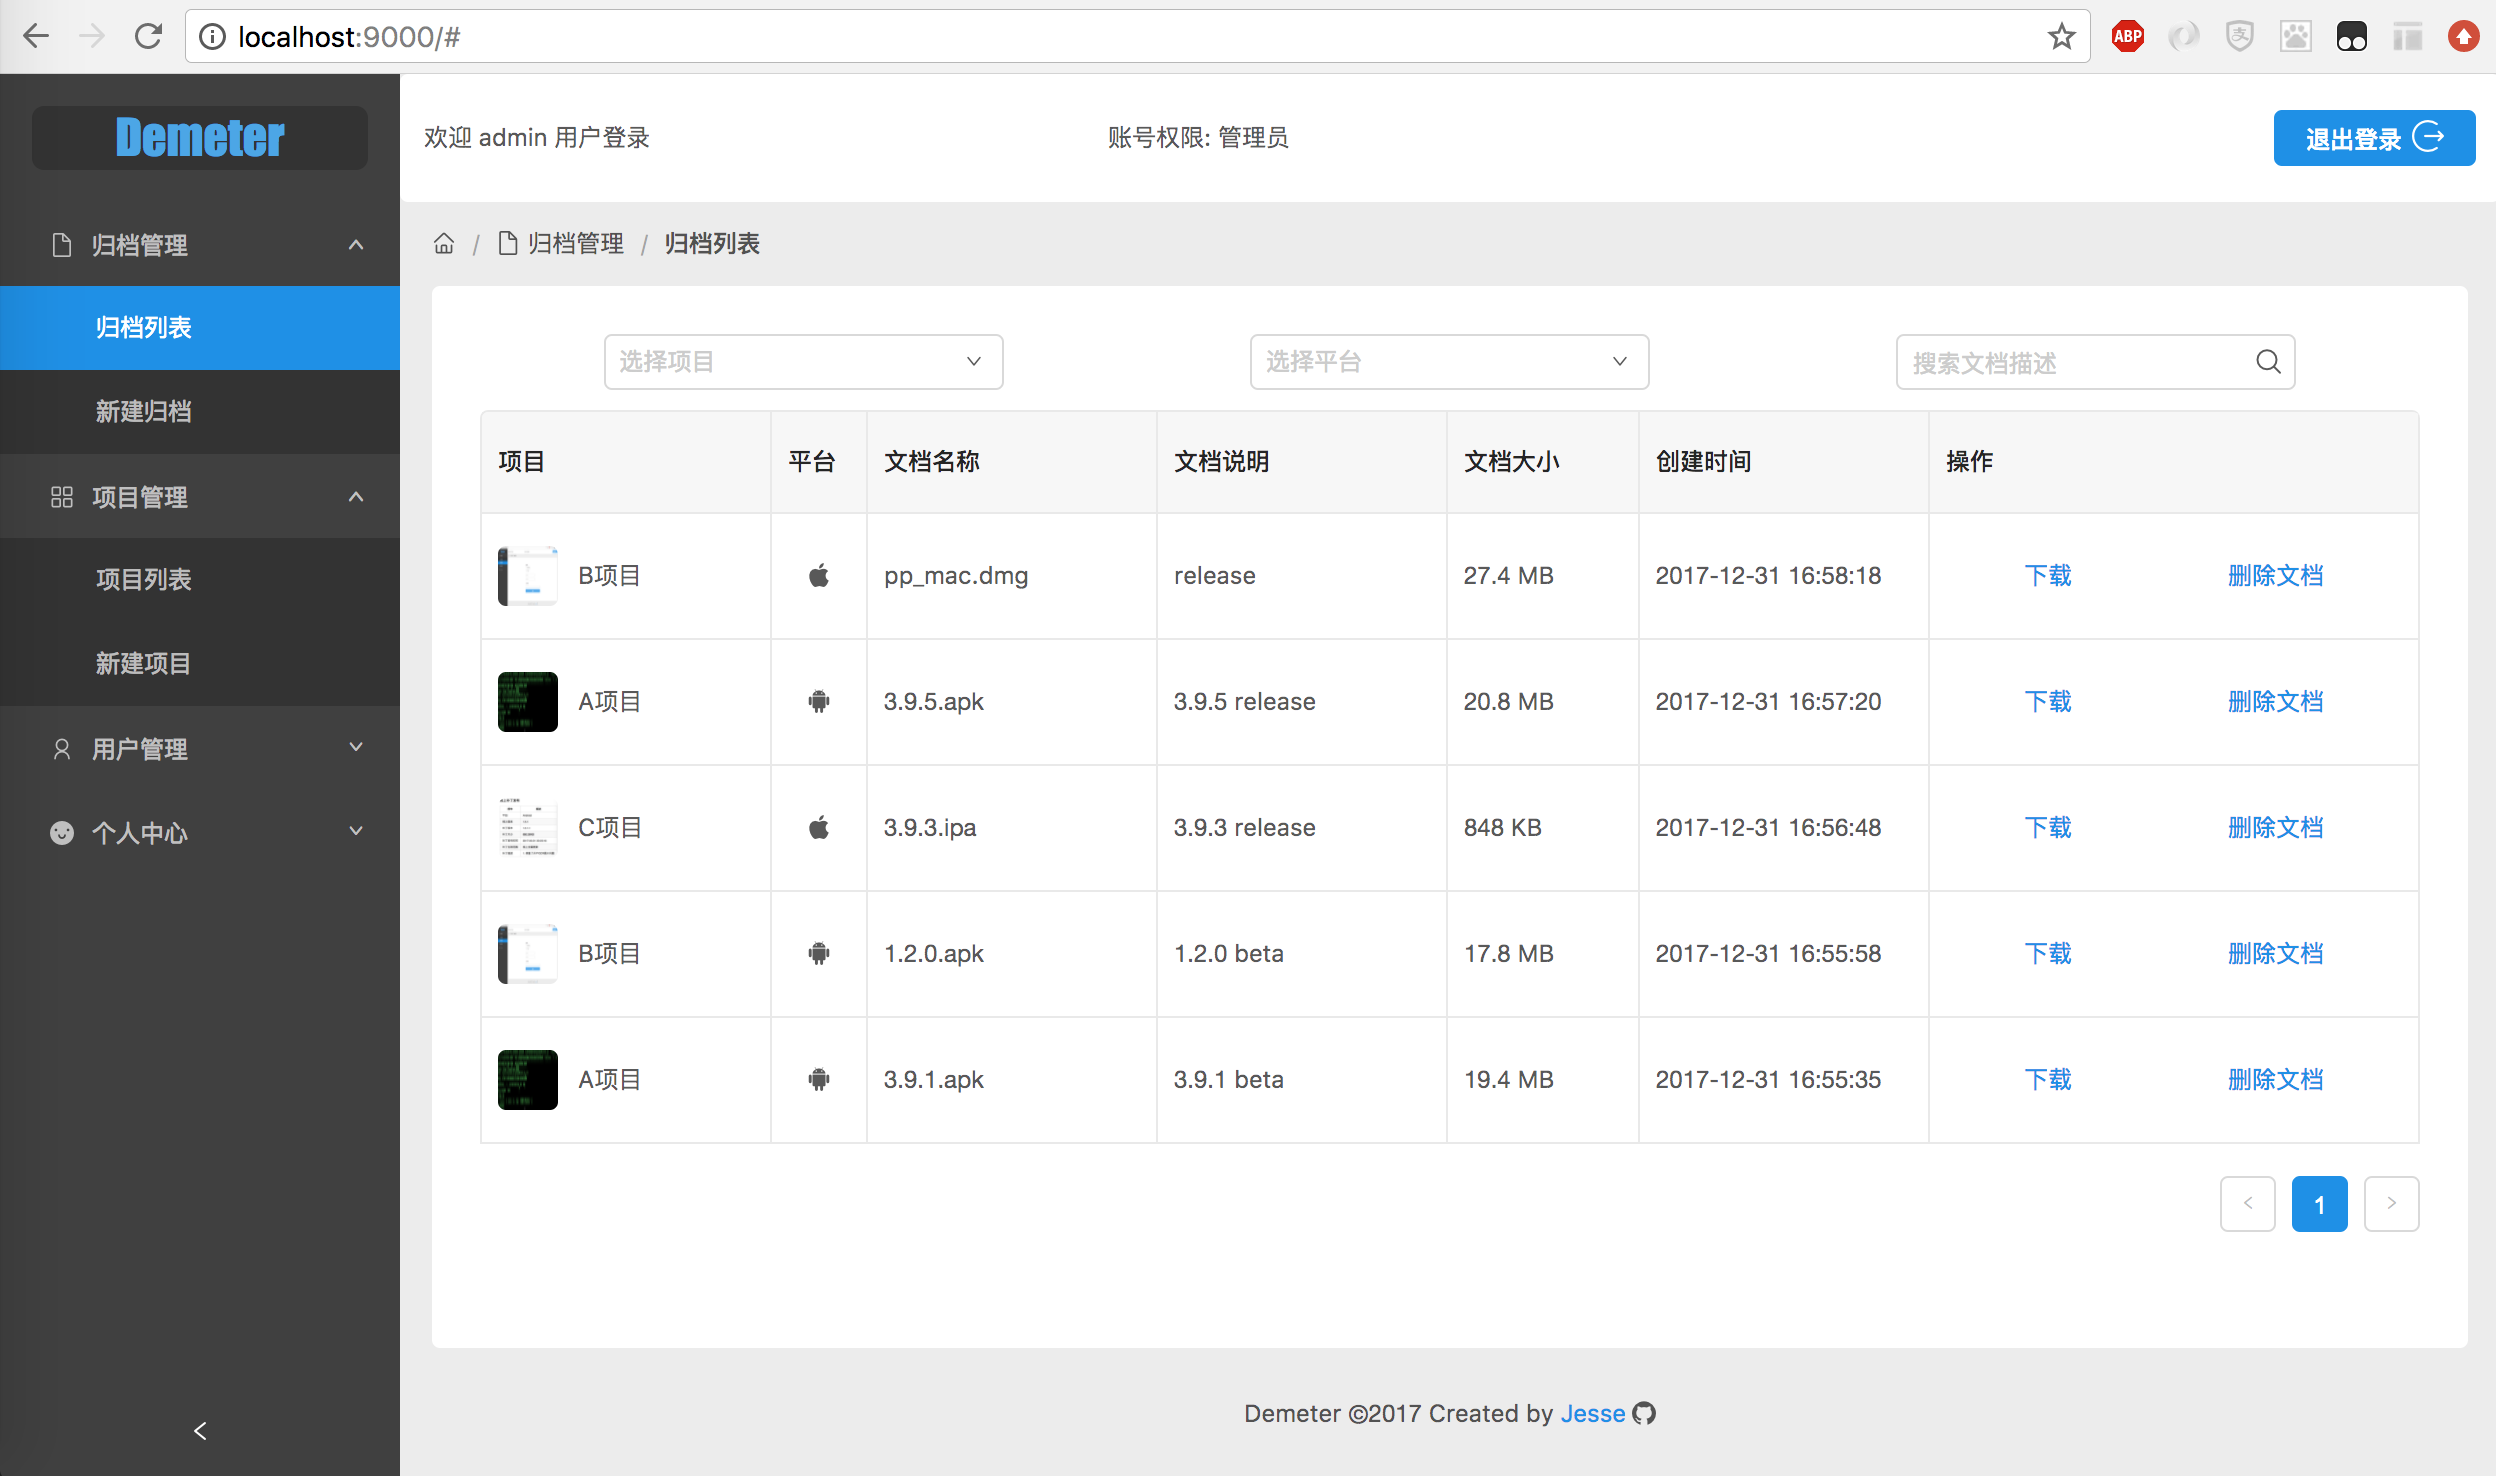 localhost:9000/#
ABP
Demeter
欢迎 admin 用户登录
账号权限: 管理员
退出登录
归档管理
归档列表
新建归档
项目管理
项目列表
新建项目
用户管理
个人中心
/ 归档管理 / 归档列表
选择项目
选择平台
搜索文档描述
项目 平台 文档名称 文档说明 文档大小 创建时间 操作
B项目 pp_mac.dmg release 27.4 MB 2017-12-31 16:58:18 下载 删除文档
A项目 3.9.5.apk 3.9.5 release 20.8 MB 2017-12-31 16:57:20 下载 删除文档
C项目 3.9.3.ipa 3.9.3 release 848 KB 2017-12-31 16:56:48 下载 删除文档
B项目 1.2.0.apk 1.2.0 beta 17.8 MB 2017-12-31 16:55:58 下载 删除文档
A项目 3.9.1.apk 3.9.1 beta 19.4 MB 2017-12-31 16:55:35 下载 删除文档
< 1 >
Demeter ©2017 Created by Jesse